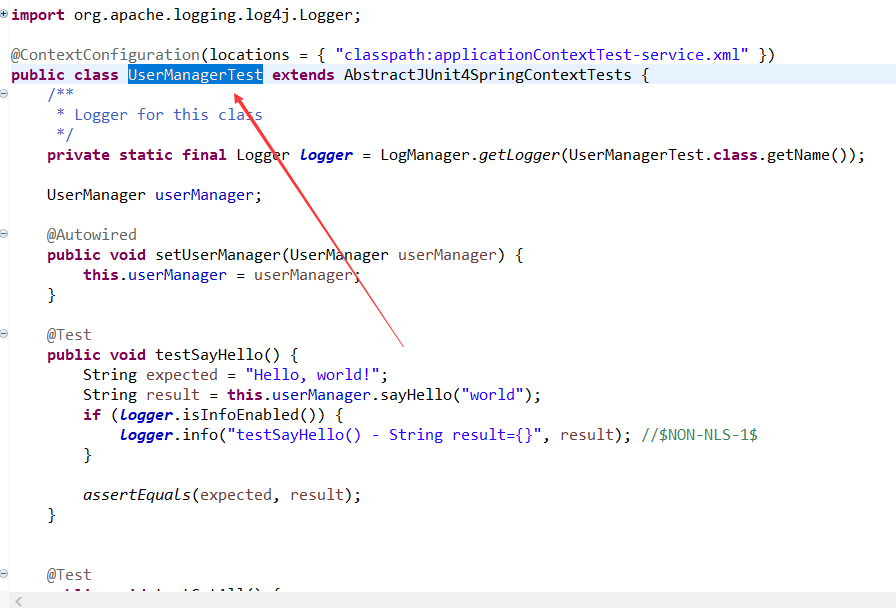 import org.apache.logging.log4j.Logger;
@ContextConfiguration(locations = { "classpath:applicationContextTest-service.xml" })
public class UserManagerTest extends AbstractJUnit4SpringContextTests {
/**
* Logger for this class
*/
private static final Logger logger = LogManager.getLogger(UserManagerTest.class.getName());
UserManager userManager;
@Autowired
public void setUserManager(UserManager userManager) {
this.userManager = userManager;
}
@Test
public void testSayHello() {
String expected = "Hello, world!";
String result = this.userManager.sayHello("world");
if (logger.isInfoEnabled()) {
logger.info("testSayHello() - String result={}", result); //$NON-NLS-1$
}
assertEquals(expected, result);
}
@Test